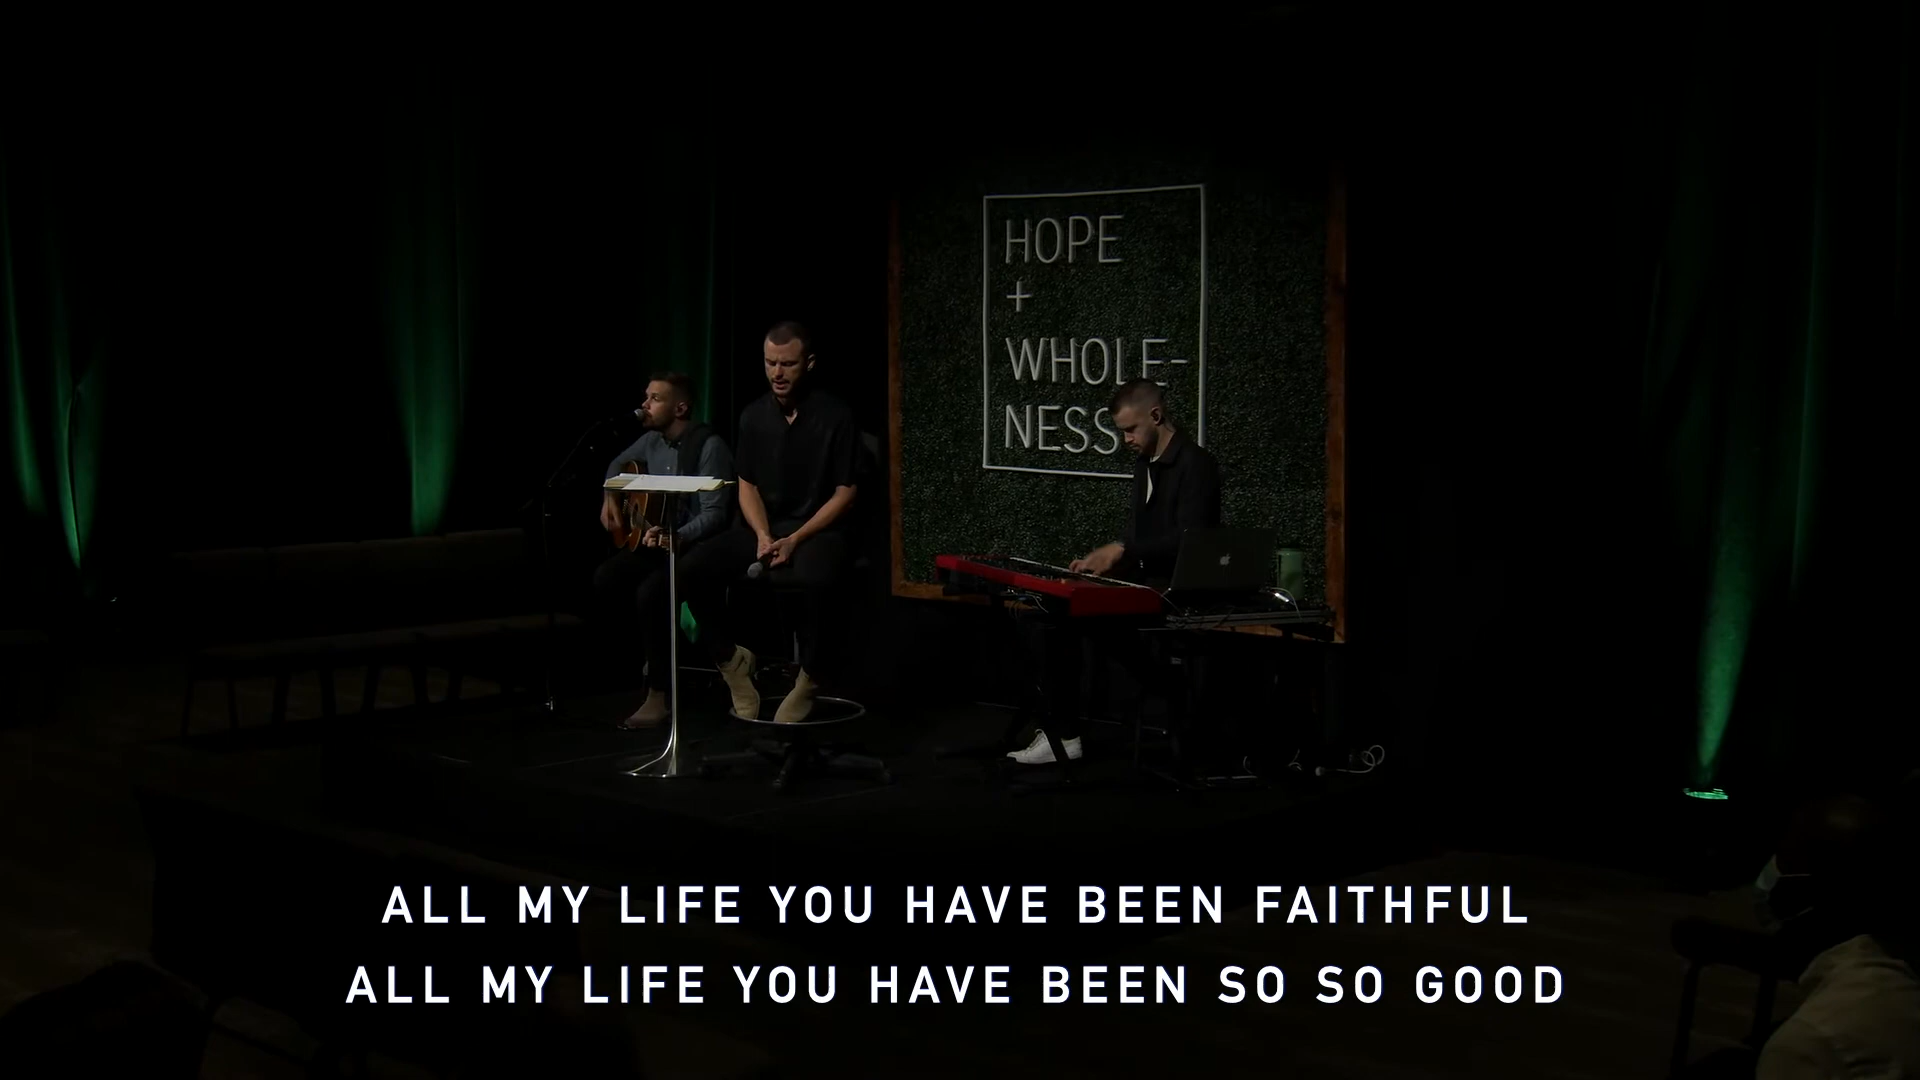 HOPE
+
WHOLE-
NESS
ALL MY LIFE YOU HAVE BEEN FAITHFUL
ALL MY LIFE YOU HAVE BEEN SO SO GOOD